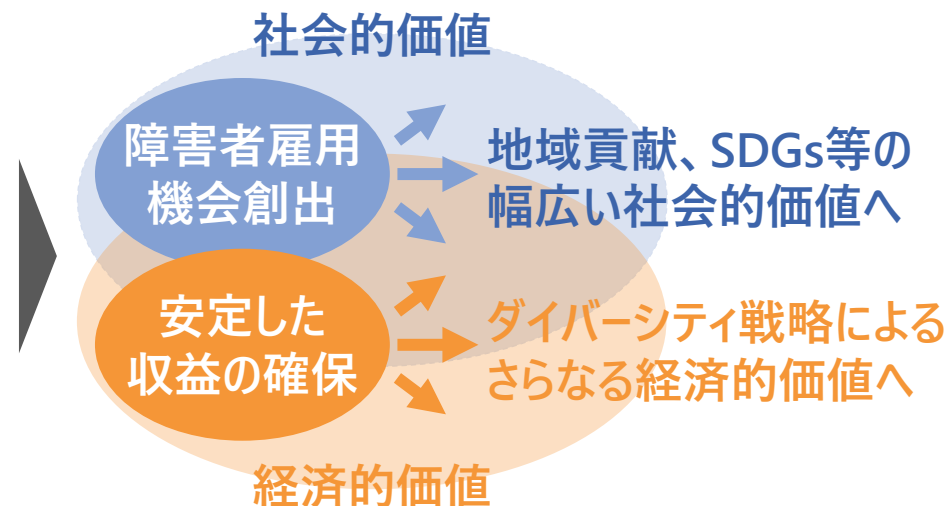 社会的価値
障害者雇用
機会創出
地域貢献、SDGs等の
幅広い社会的価値へ
安定した
収益の確保
ダイバーシティ戦略による
さらなる経済的価値へ
経済的価値